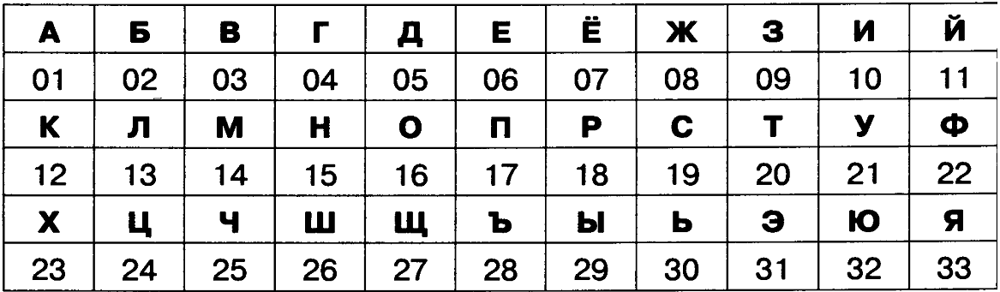 А Б В Г Д Е Ё Ж З И Й
01 02 03 04 05 06 07 08 09 10 11
К Л М Н О П Р С Т У Ф
12 13 14 15 16 17 18 19 20 21 22
Х Ц Ч Ш Щ Ъ Ы Ь Э Ю Я
23 24 25 26 27 28 29 30 31 32 33